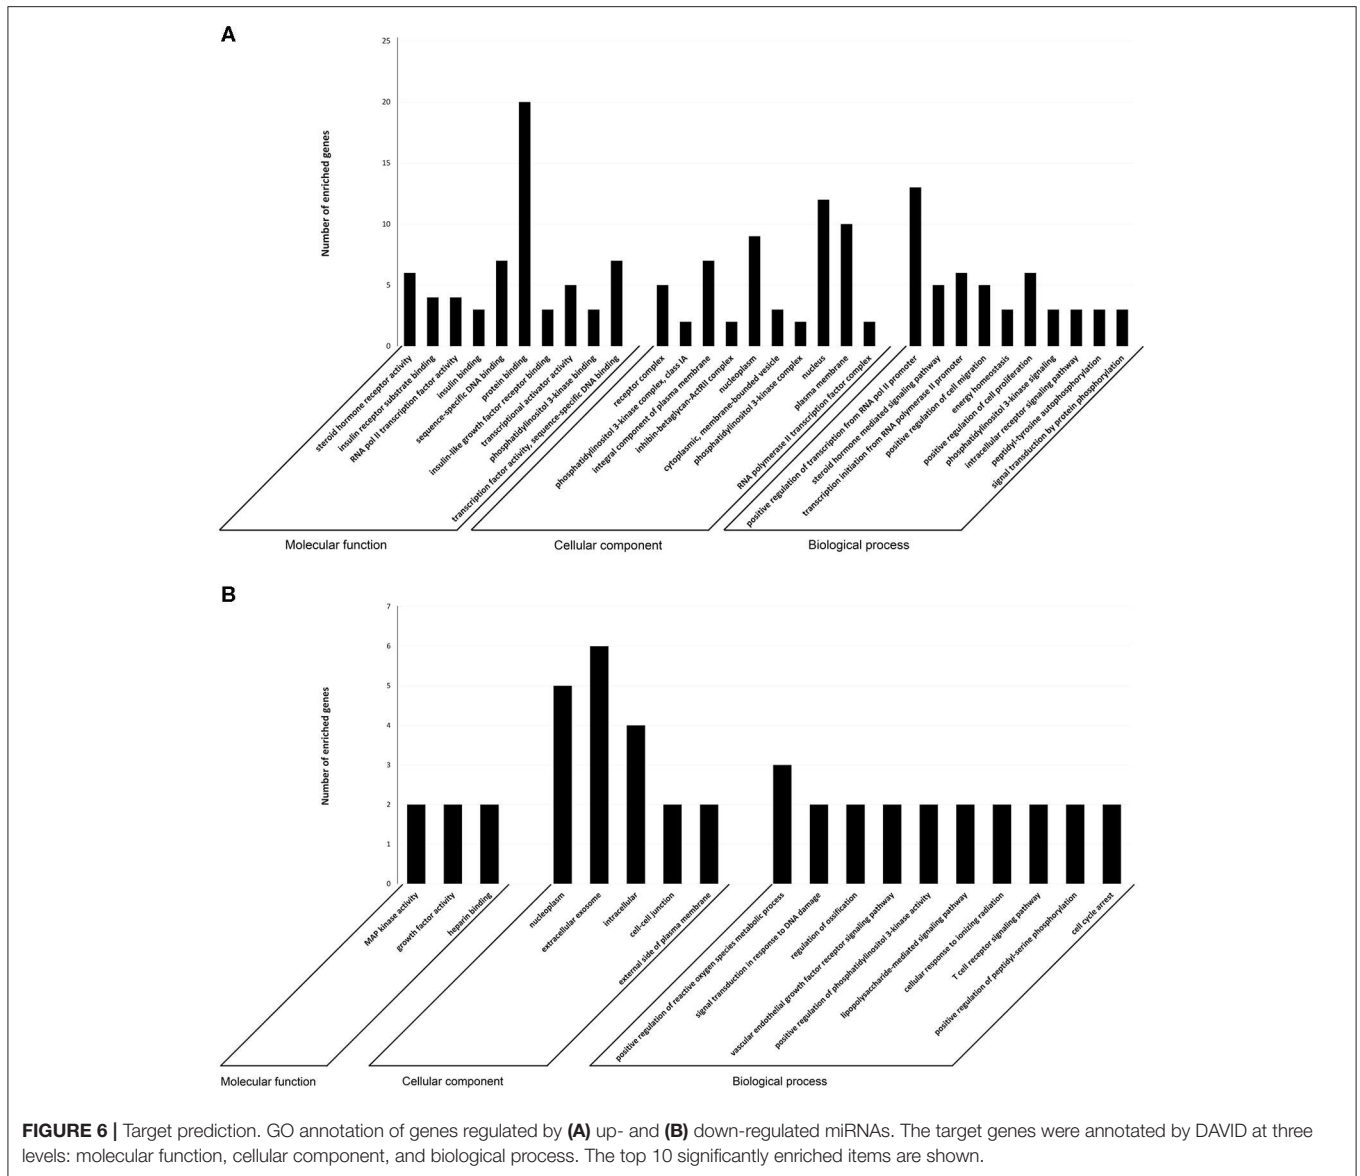 A
25
20
15
10
5
0
Number of enriched genes
steroid hormone receptor activity
insulin receptor substrate binding
RNA pol II transcription factor activity
insulin binding
sequence-specific DNA binding
protein binding
insulin-like growth factor receptor binding
transcriptional activator activity
phosphatidylinositol 3-kinase binding
transcription factor activity, sequence-specific DNA binding
receptor complex
phosphatidylinositol 3-kinase complex, class IA
integral component of plasma membrane
inhibin-betaglycan-ActRII complex
nucleoplasm
cytoplasmic, membrane-bounded vesicle
phosphatidylinositol 3-kinase complex
nucleus
plasma membrane
RNA polymerase II transcription factor complex
positive regulation of transcription from RNA pol II promoter
steroid hormone mediated signaling pathway
transcription initiation from RNA polymerase II promoter
positive regulation of cell migration
energy homeostasis
positive regulation of cell proliferation
phosphatidylinositol 3-kinase signaling
intracellular receptor signaling pathway
peptidyl-tyrosine autophosphorylation
signal transduction by protein phosphorylation
Molecular function
Cellular component
Biological process
B
7
6
5
4
3
2
1
0
Number of enriched genes
MAP kinase activity
growth factor activity
heparin binding
nucleoplasm
extracellular exosome
intracellular
cell-cell junction
external side of plasma membrane
positive regulation of reactive oxygen species metabolic process
signal transduction in response to DNA damage
regulation of ossification
vascular endothelial growth factor receptor signaling pathway
positive regulation of phosphatidylinositol 3-kinase activity
lipopolysaccharide-mediated signaling pathway
cellular response to ionizing radiation
T cell receptor signaling pathway
positive regulation of peptidyl-serine phosphorylation
cell cycle arrest
Molecular function
Cellular component
Biological process
FIGURE 6 | Target prediction. GO annotation of genes regulated by (A) up- and (B) down-regulated miRNAs. The target genes were annotated by DAVID at three
levels: molecular function, cellular component, and biological process. The top 10 significantly enriched items are shown.